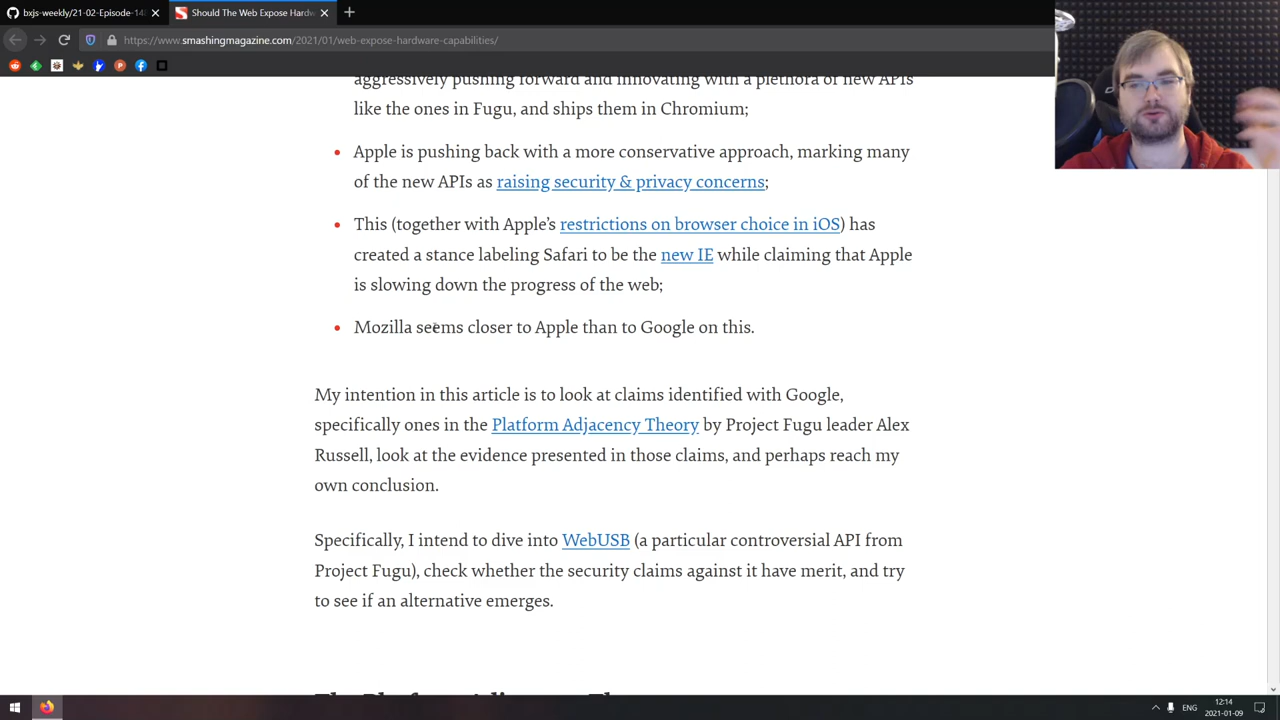 bxjs-weekly/21-02-Episode-148
Should The Web Expose Hardw
https://www.smashingmagazine.com/2021/01/web-expose-hardware-capabilities/
aggressively pushing forward and innovating with a plethora of new APIs
like the ones in Fugu, and ships them in Chromium;
Apple is pushing back with a more conservative approach, marking many
of the new APIs as raising security & privacy concerns;
This (together with Apple’s restrictions on browser choice in iOS) has
created a stance labeling Safari to be the new IE while claiming that Apple
is slowing down the progress of the web;
Mozilla seems closer to Apple than to Google on this.
My intention in this article is to look at claims identified with Google,
specifically ones in the Platform Adjacency Theory by Project Fugu leader Alex
Russell, look at the evidence presented in those claims, and perhaps reach my
own conclusion.
Specifically, I intend to dive into WebUSB (a particular controversial API from
Project Fugu), check whether the security claims against it have merit, and try
to see if an alternative emerges.
ENG
12:14
2021-01-09